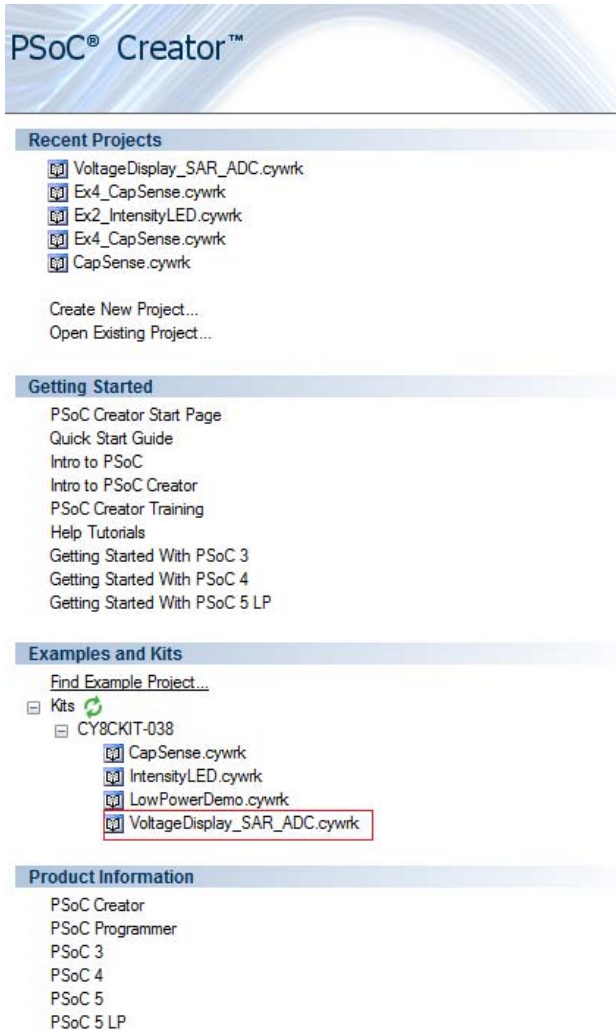 PSoC® Creator™
Recent Projects
VoltageDisplay_SAR_ADC.cywrk
Ex4_CapSense.cywrk
Ex2_IntensityLED.cywrk
Ex4_CapSense.cywrk
CapSense.cywrk
Create New Project...
Open Existing Project...
Getting Started
PSoC Creator Start Page
Quick Start Guide
Intro to PSoC
Intro to PSoC Creator
PSoC Creator Training
Help Tutorials
Getting Started With PSoC 3
Getting Started With PSoC 4
Getting Started With PSoC 5 LP
Examples and Kits
Find Example Project...
Kits
CY8CKIT-038
CapSense.cywrk
IntensityLED.cywrk
LowPowerDemo.cywrk
VoltageDisplay_SAR_ADC.cywrk
Product Information
PSoC Creator
PSoC Programmer
PSoC 3
PSoC 4
PSoC 5
PSoC 5 LP